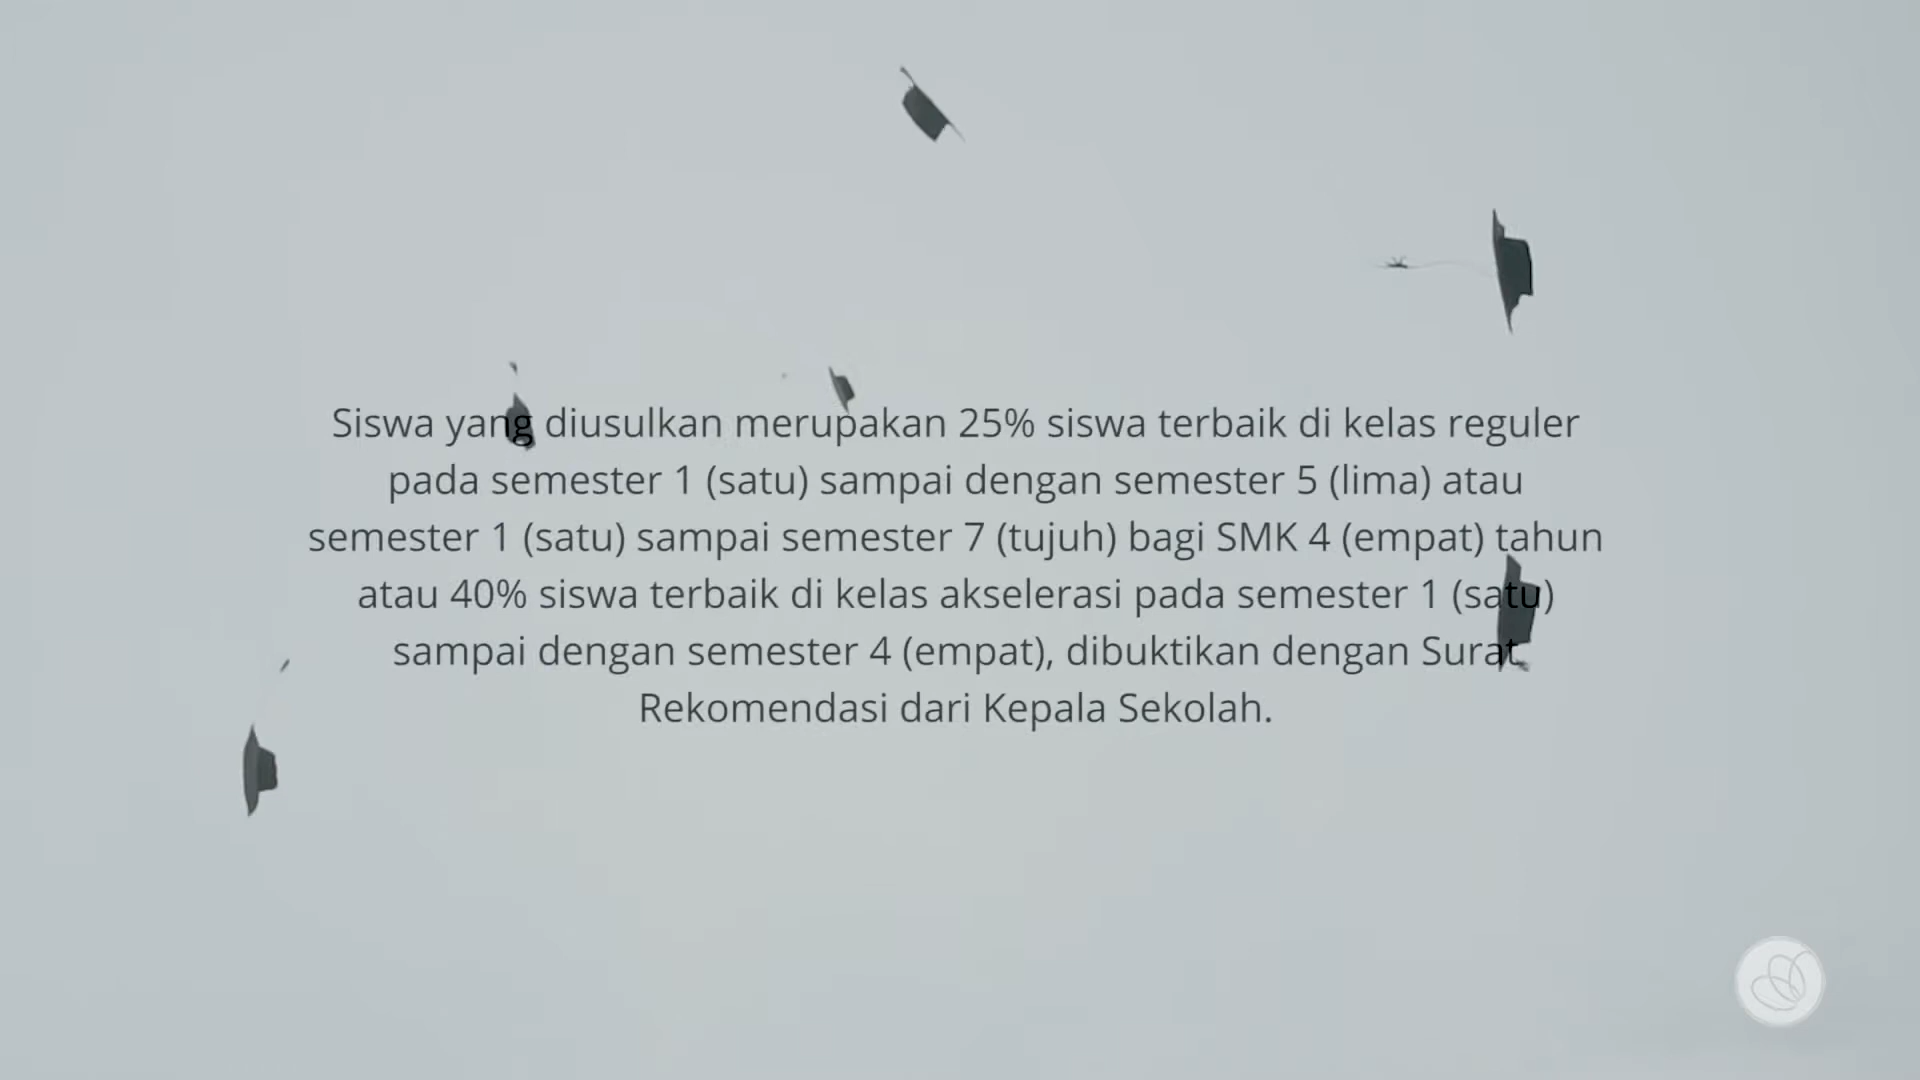 Siswa yang diusulkan merupakan 25% siswa terbaik di kelas reguler
pada semester 1 (satu) sampai dengan semester 5 (lima) atau
semester 1 (satu) sampai semester 7 (tujuh) bagi SMK 4 (empat) tahun
atau 40% siswa terbaik di kelas akselerasi pada semester 1 (satu)
sampai dengan semester 4 (empat), dibuktikan dengan Surat
Rekomendasi dari Kepala Sekolah.